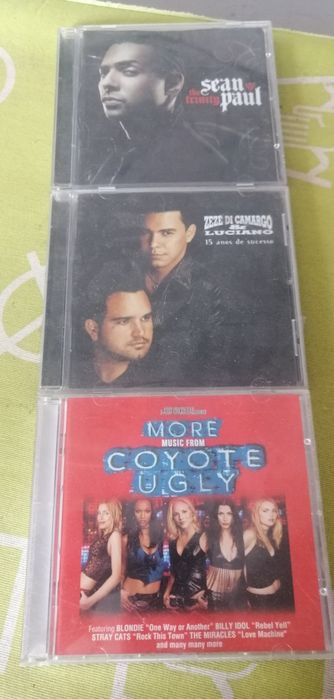 sean
the trinity paul
ZEZÉ DI CAMARGO
& LUCIANO
15 anos de sucesso
MORE
MUSIC FROM
COYOTE
UGLY
Featuring BLONDIE "One Way or Another" BILLY IDOL "Rebel Yell"
STRAY CATS "Rock This Town" THE MIRACLES "Love Machine"
and many many more